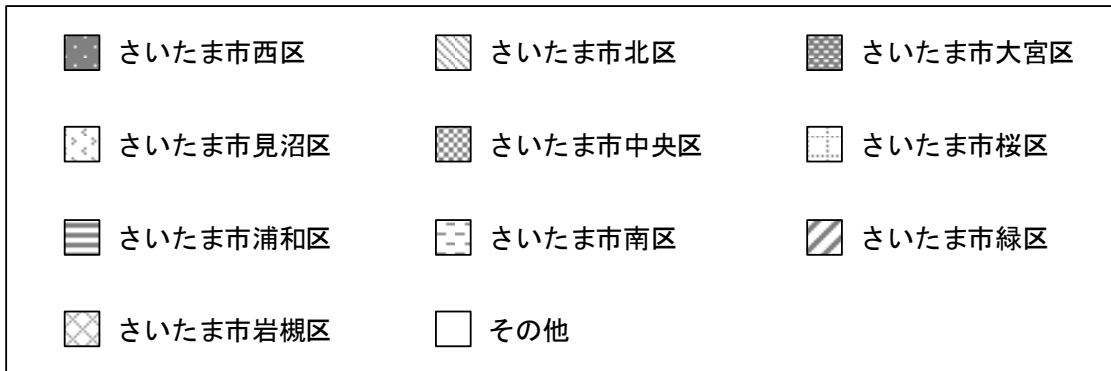 さいたま市西区 さいたま市北区 さいたま市大宮区
さいたま市見沼区 さいたま市中央区 さいたま市桜区
さいたま市浦和区 さいたま市南区 さいたま市緑区
さいたま市岩槻区 その他